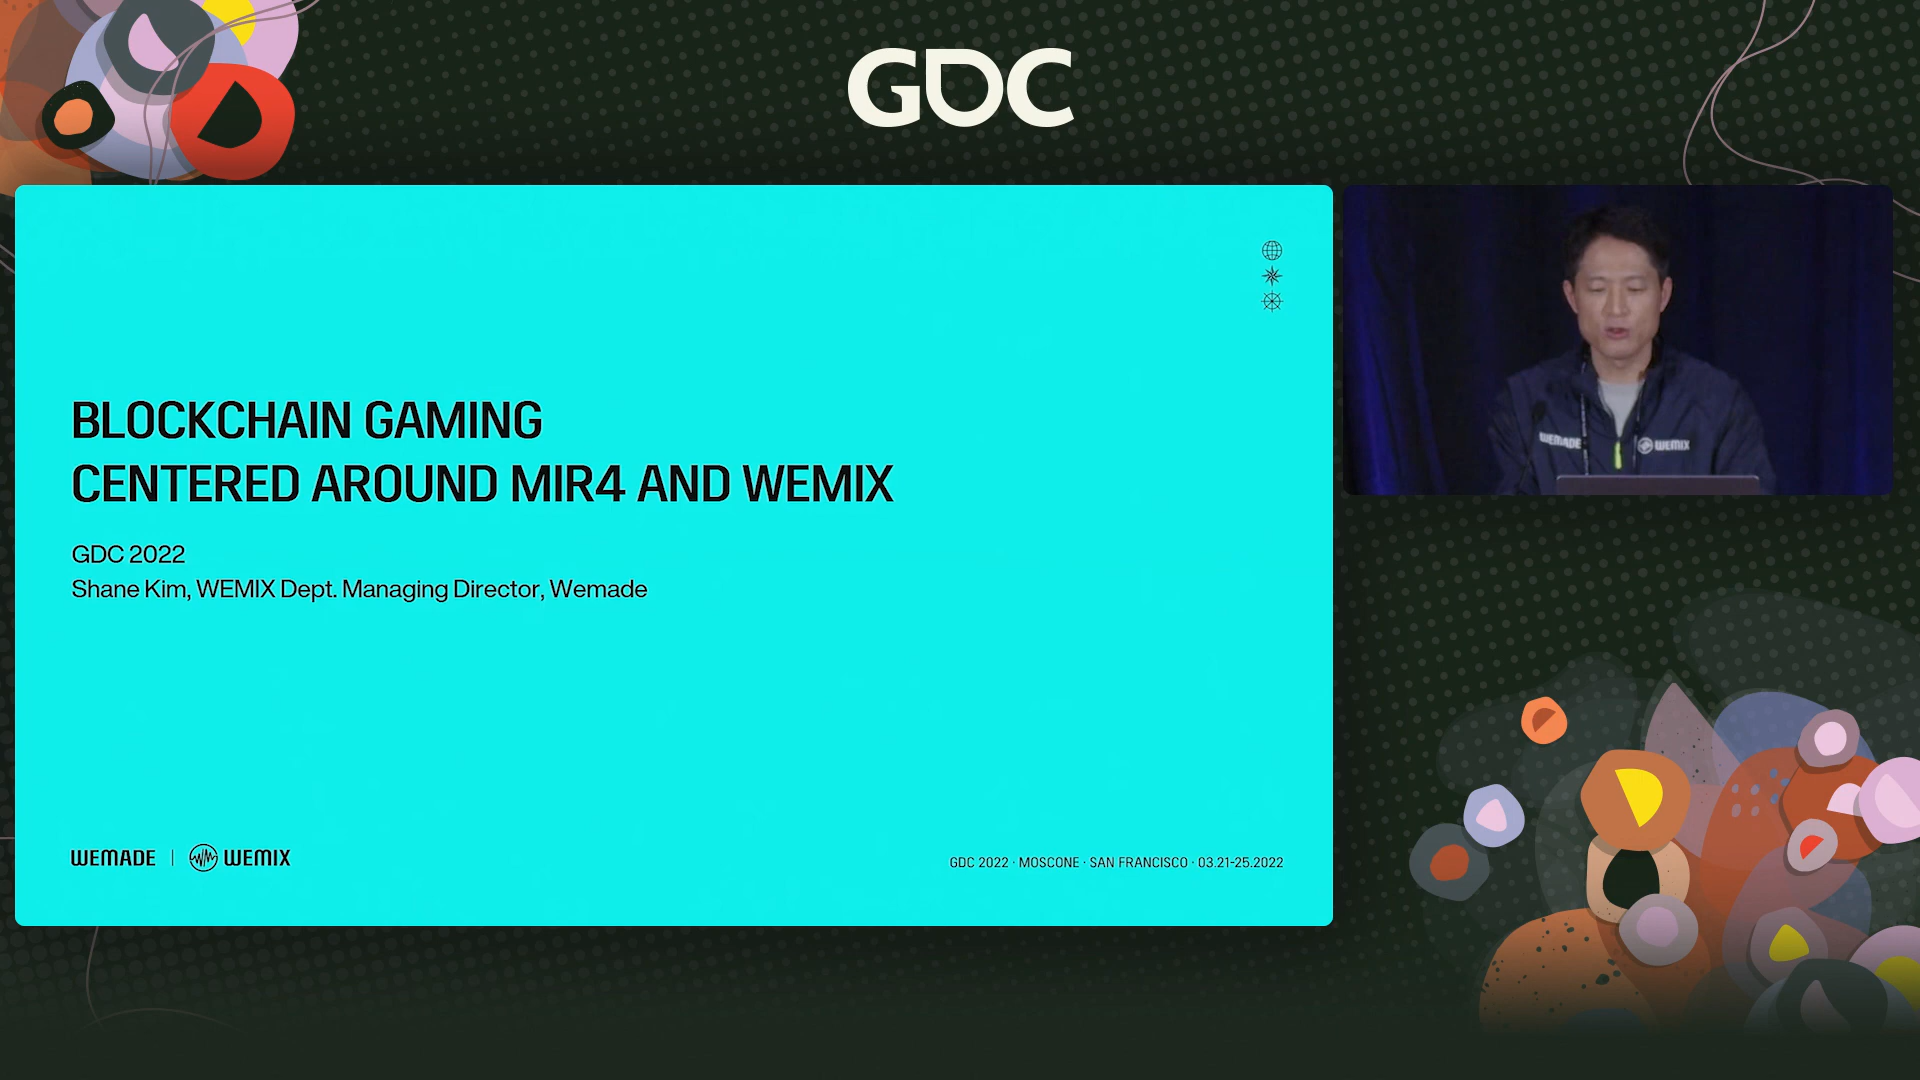 GDC
BLOCKCHAIN GAMING
CENTERED AROUND MIR4 AND WEMIX
GDC 2022
Shane Kim, WEMIX Dept. Managing Director, Wemade
WEMADE | WEMIX
GDC 2022 · MOSCONE · SAN FRANCISCO · 03.21-25.2022
WEMADE WEMIX